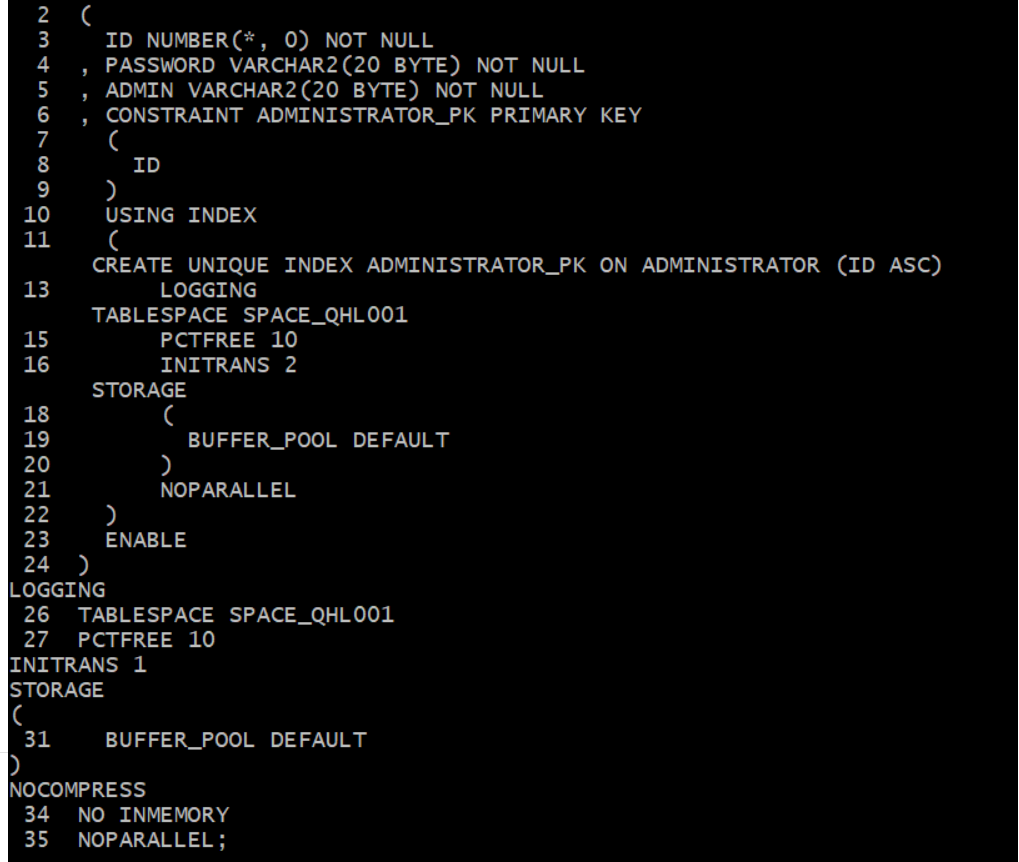 2 (
3 ID NUMBER(*, 0) NOT NULL
4 , PASSWORD VARCHAR2(20 BYTE) NOT NULL
5 , ADMIN VARCHAR2(20 BYTE) NOT NULL
6 , CONSTRAINT ADMINISTRATOR_PK PRIMARY KEY
7 (
8 ID
9 )
10 USING INDEX
11 (
CREATE UNIQUE INDEX ADMINISTRATOR_PK ON ADMINISTRATOR (ID ASC)
13 LOGGING
TABLESPACE SPACE_QHL001
15 PCTFREE 10
16 INITRANS 2
STORAGE
18 (
19 BUFFER_POOL DEFAULT
20 )
21 NOPARALLEL
22 )
23 ENABLE
24 )
LOGGING
26 TABLESPACE SPACE_QHL001
27 PCTFREE 10
INITRANS 1
STORAGE
(
31 BUFFER_POOL DEFAULT
)
NOCOMPRESS
34 NO INMEMORY
35 NOPARALLEL;